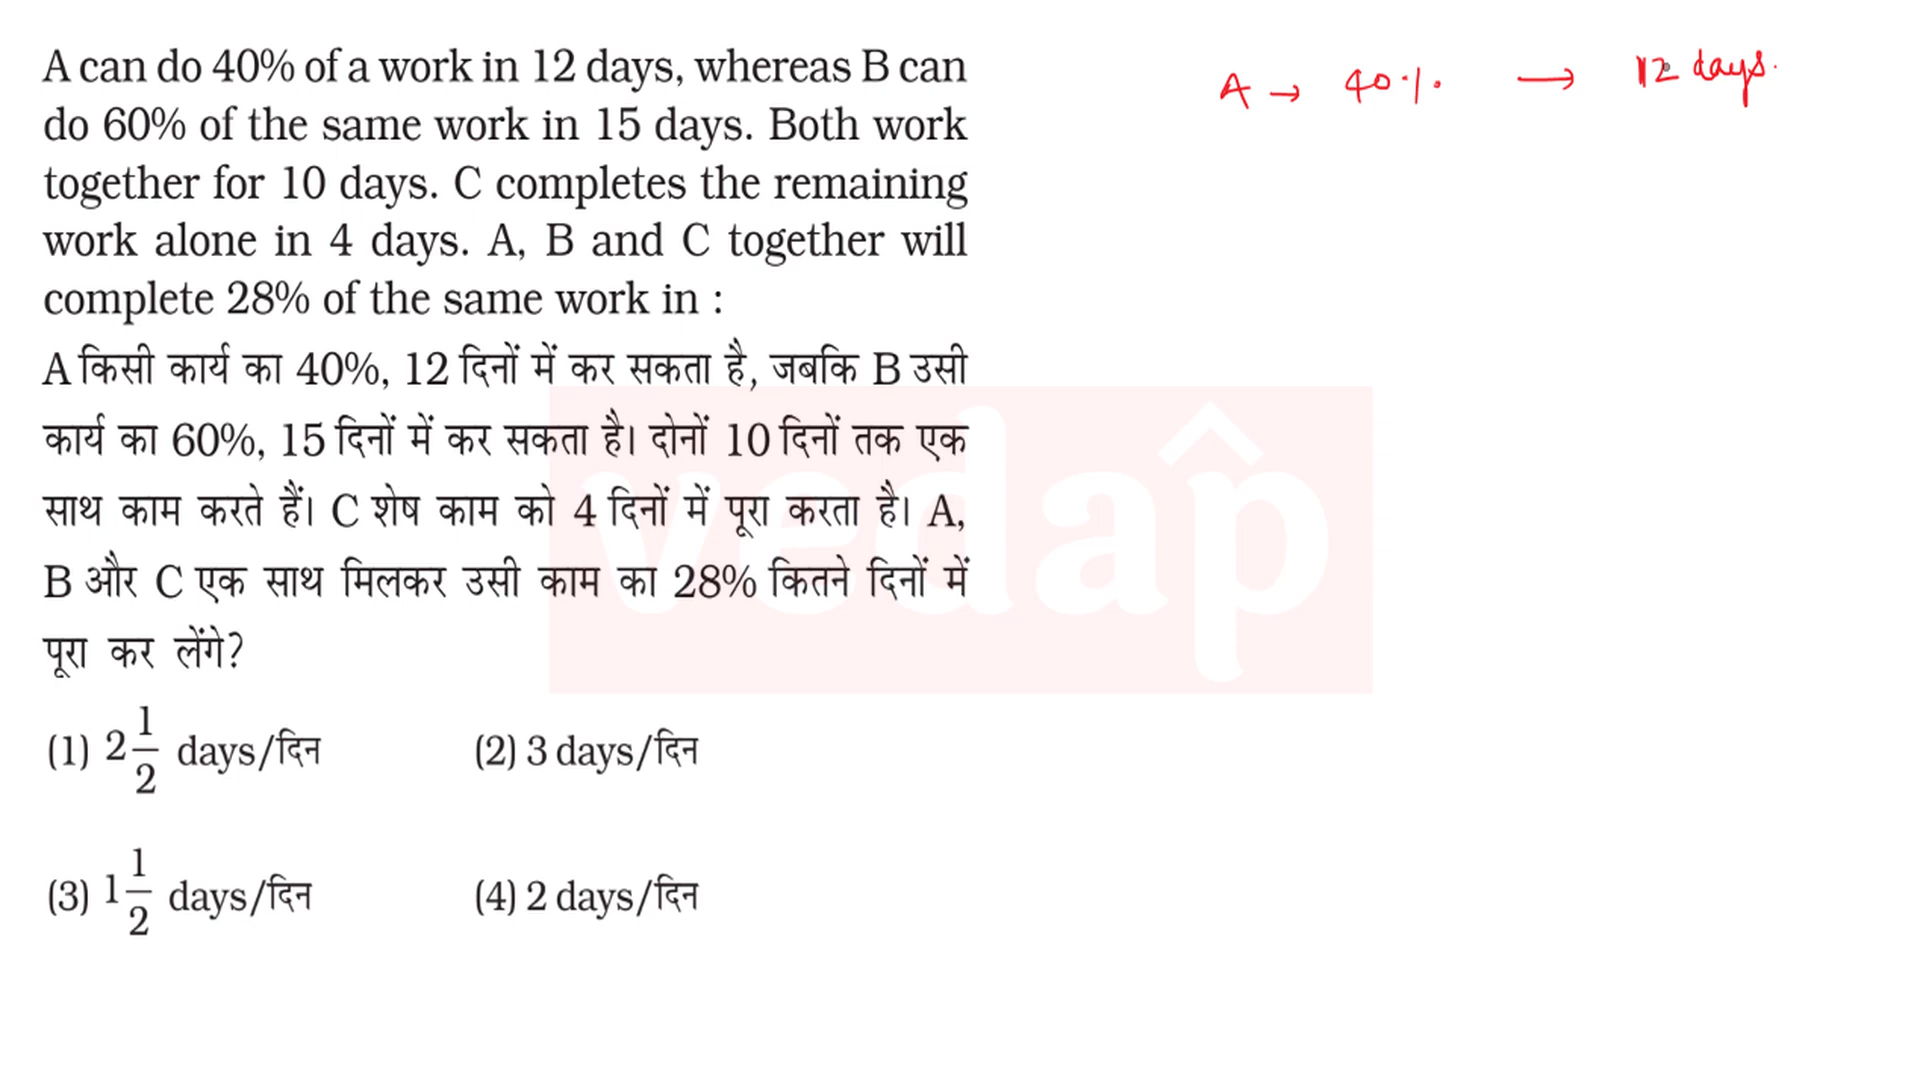 A can do 40% of a work in 12 days, whereas B can
do 60% of the same work in 15 days. Both work
together for 10 days. C completes the remaining
work alone in 4 days. A, B and C together will
complete 28% of the same work in :
A किसी कार्य का 40%, 12 दिनों में कर सकता है, जबकि B उसी
कार्य का 60%, 15 दिनों में कर सकता है। दोनों 10 दिनों तक एक
साथ काम करते हैं। C शेष काम को 4 दिनों में पूरा करता है। A,
B और C एक साथ मिलकर उसी काम का 28% कितने दिनों में
पूरा कर लेंगे?
(1) 2 1/2 days/दिन (2) 3 days/दिन
(3) 1 1/2 days/दिन (4) 2 days/दिन
A → 40% → 12 days.
vedap